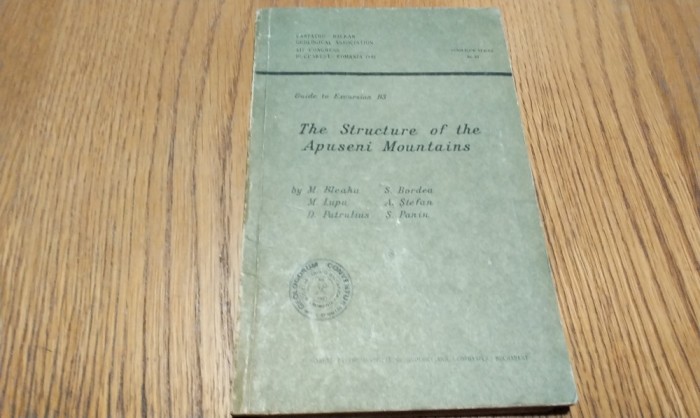 CARPATHO - BALKAN
GEOLOGICAL ASSOCIATION
XII CONGRESS
BUCHAREST - ROMANIA 1981
Guide to Excursion B3
The Structure of the
Apuseni Mountains
by M. Bleahu S. Bordea
M. Lupu A. Ştefan
D. Patrulius S. Panin